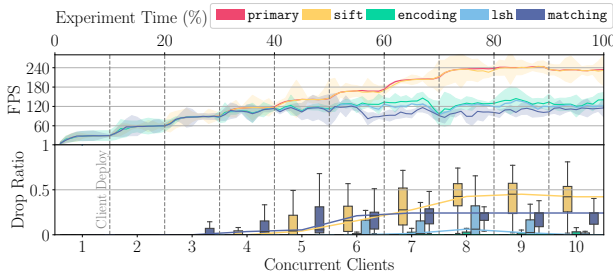 Experiment Time (%)
primary sift encoding lsh matching
0 20 40 60 80 100
FPS
240
180
120
60
Client Deploy
Drop Ratio
1
0.5
0
1 2 3 4 5 6 7 8 9 10
Concurrent Clients